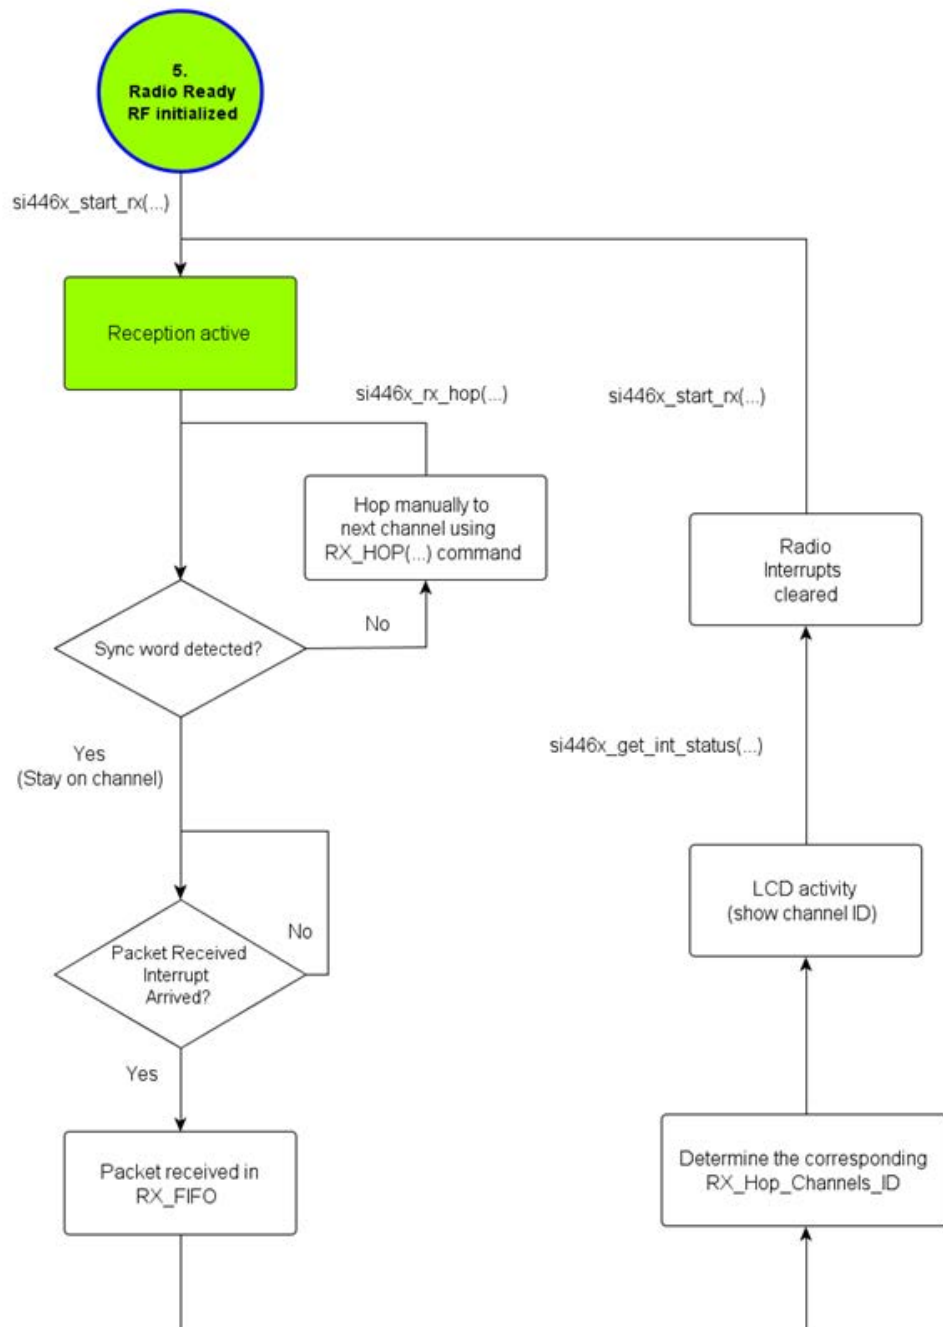 5.
Radio Ready
RF initialized
si446x_start_rx(...)
Reception active
si446x_rx_hop(...)
Hop manually to
next channel using
RX_HOP(...) command
No
Sync word detected?
Yes
(Stay on channel)
No
Packet Received
Interrupt
Arrived?
Yes
Packet received in
RX_FIFO
Determine the corresponding
RX_Hop_Channels_ID
LCD activity
(show channel ID)
si446x_get_int_status(...)
Radio
Interrupts
cleared
si446x_start_rx(...)